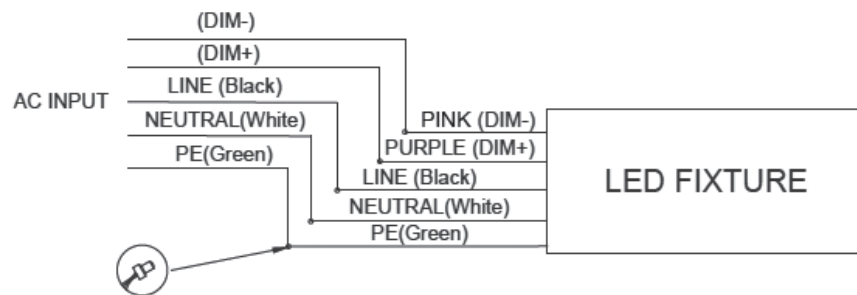 (DIM-)
(DIM+)
LINE (Black)
AC INPUT
NEUTRAL(White)
PE(Green)
PINK (DIM-)
PURPLE (DIM+)
LINE (Black)
NEUTRAL(White)
PE(Green)
LED FIXTURE